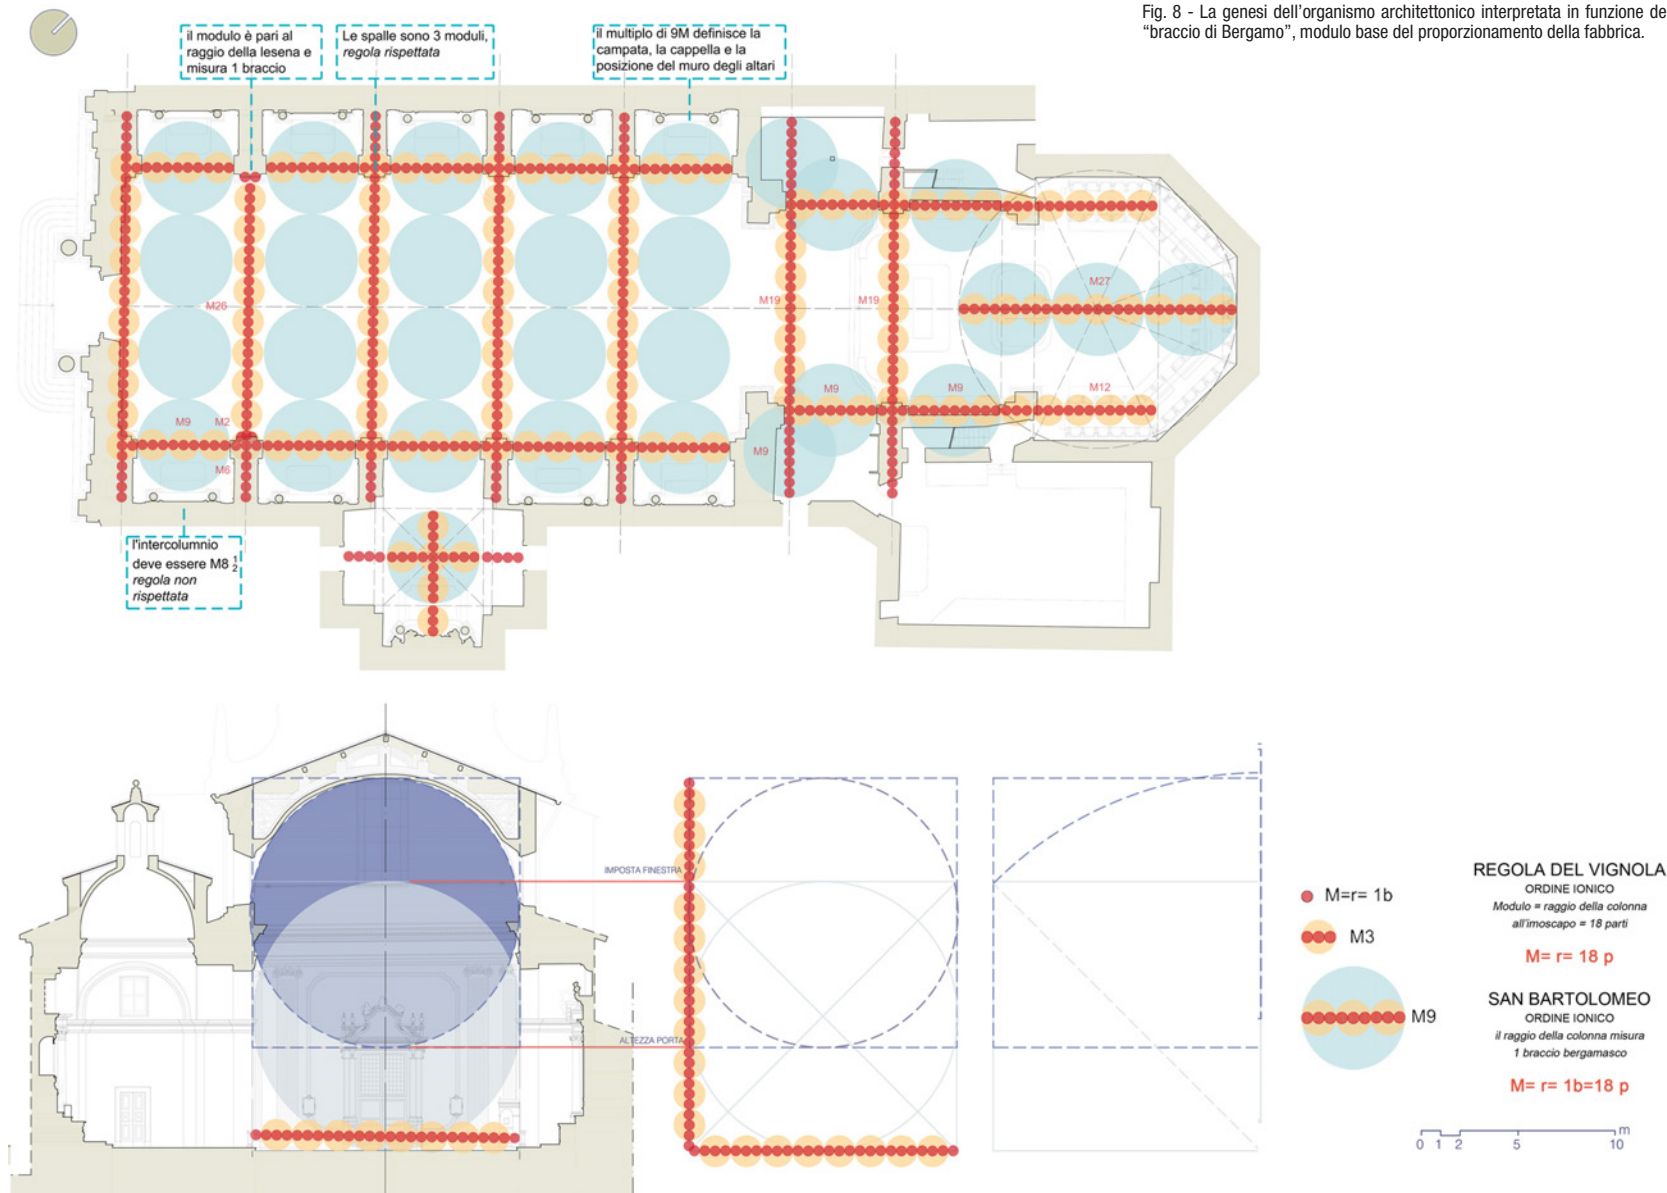 Fig. 8 - La genesi dell'organismo architettonico interpretata in funzione de
“braccio di Bergamo”, modulo base del proporzionamento della fabbrica.
il modulo è pari al
raggio della lesena e
misura 1 braccio
Le spalle sono 3 moduli,
regola rispettata
il multiplo di 9M definisce la
campata, la cappella e la
posizione del muro degli altari
M26
M19
M19
M27
M9
M2
M6
M9
M9
M9
M12
l'intercolumnio
deve essere M8 1/2
regola non
rispettata
IMPOSTA FINESTRA
ALTEZZA PORTA
M=r= 1b
M3
M9
REGOLA DEL VIGNOLA
ORDINE IONICO
Modulo = raggio della colonna
all'imoscapo = 18 parti
M= r= 18 p
SAN BARTOLOMEO
ORDINE IONICO
il raggio della colonna misura
1 braccio bergamasco
M= r= 1b=18 p
m
0 1 2 5 10